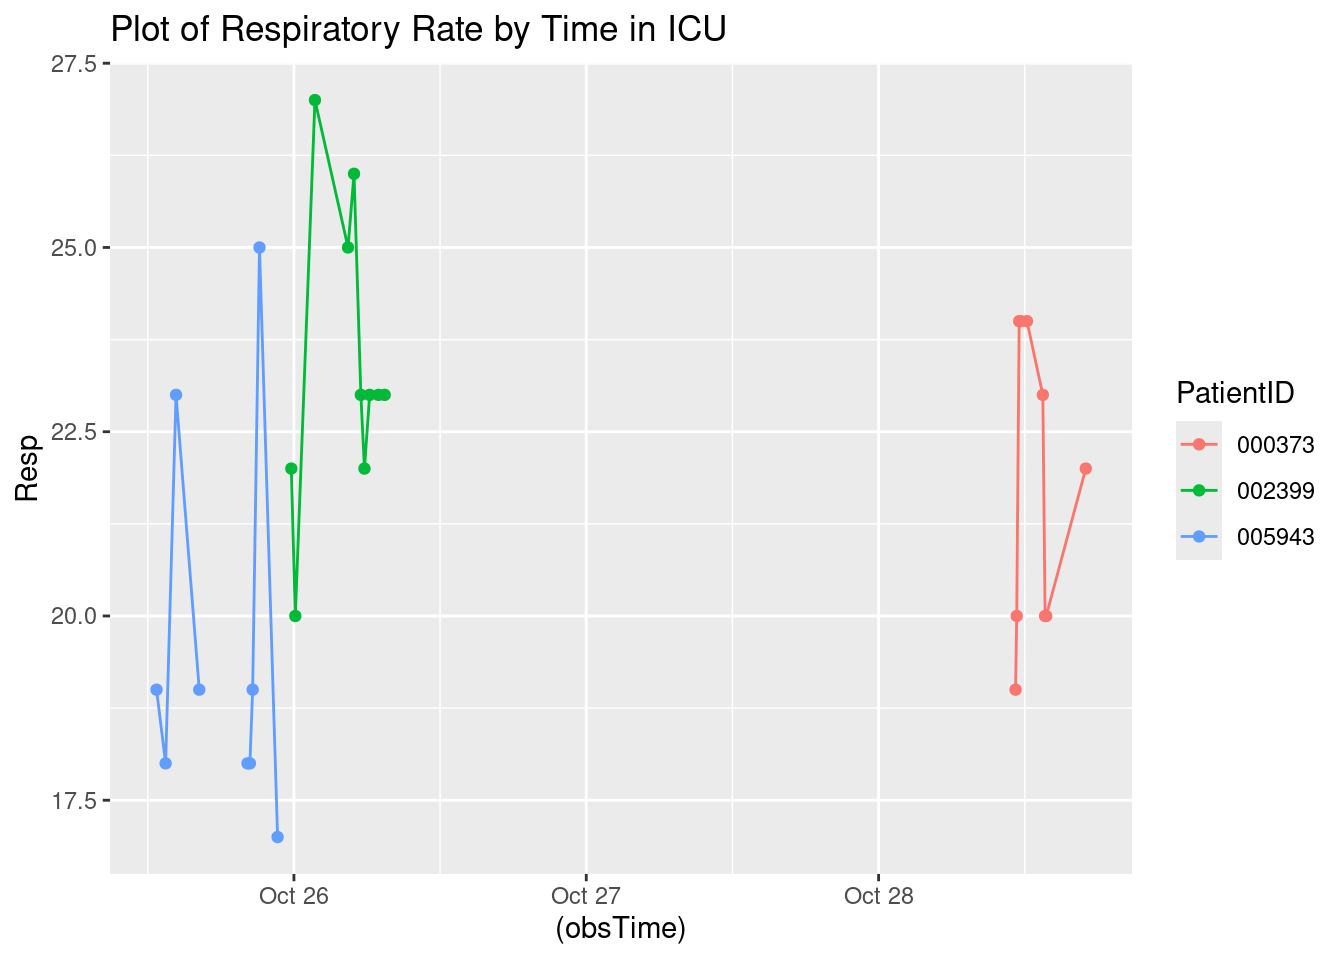 Plot of Respiratory Rate by Time in ICU
27.5
25.0
22.5
20.0
17.5
Resp
Oct 26
Oct 27
Oct 28
(obsTime)
PatientID
000373
002399
005943